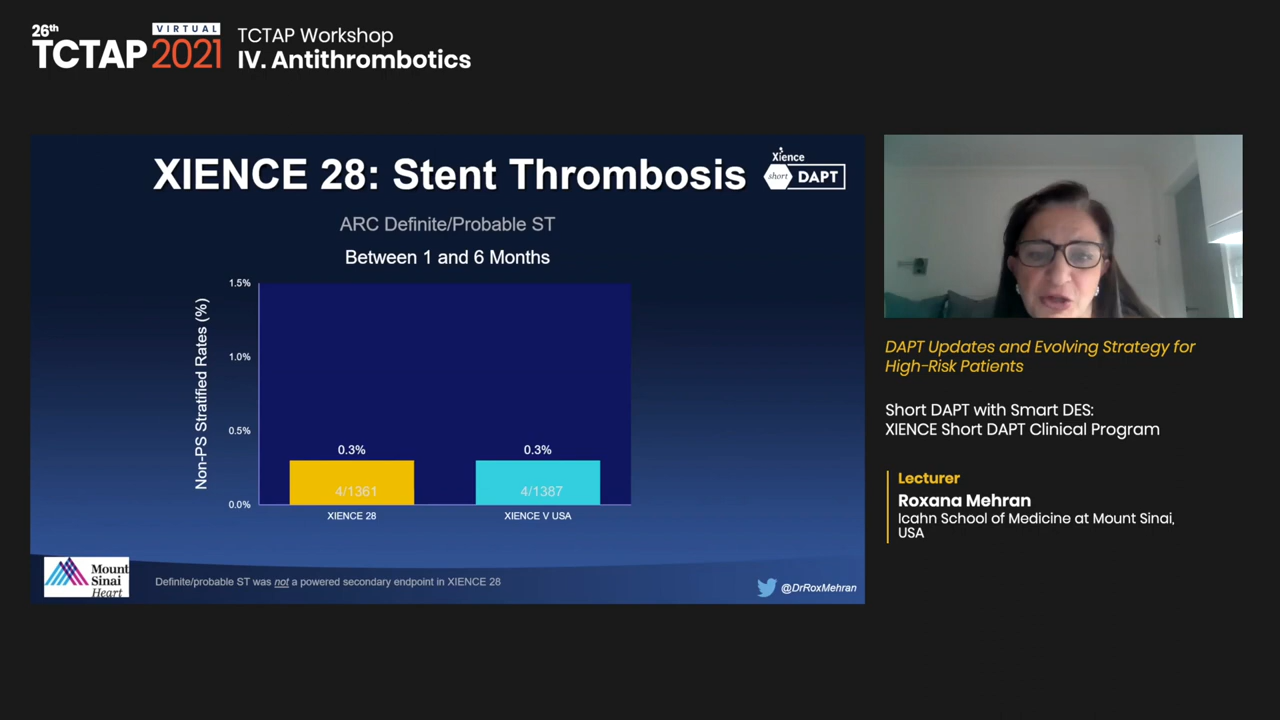 26th
VIRTUAL
TCTAP 2021
TCTAP Workshop
IV. Antithrombotics
XIENCE 28: Stent Thrombosis
Xience
short DAPT
ARC Definite/Probable ST
Between 1 and 6 Months
Non-PS Stratified Rates (%)
1.5%
1.0%
0.5%
0.0%
0.3%
0.3%
4/1361
4/1387
XIENCE 28
XIENCE V USA
Mount
Sinai
Heart
Definite/probable ST was not a powered secondary endpoint in XIENCE 28
@DrRoxMehran
DAPT Updates and Evolving Strategy for
High-Risk Patients
Short DAPT with Smart DES:
XIENCE Short DAPT Clinical Program
Lecturer
Roxana Mehran
Icahn School of Medicine at Mount Sinai,
USA